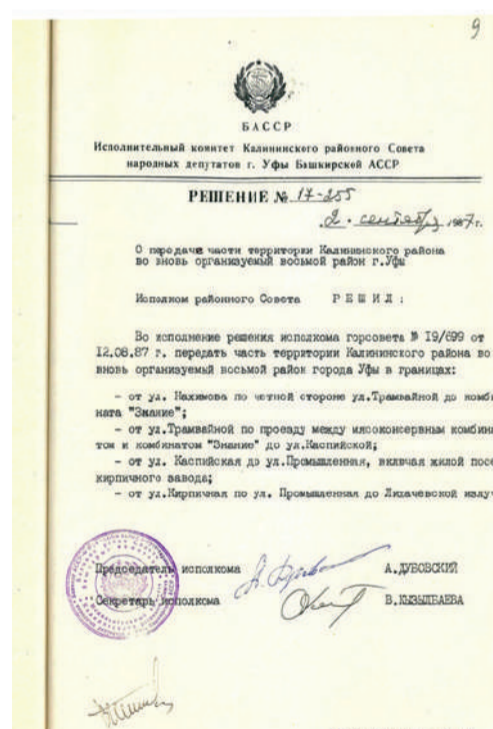 9
БАССР
Исполнительный комитет Калининского районного Совета
народных депутатов г. Уфы Башкирской АССР
РЕШЕНИЕ № 17-255
2 сентября 1987 г.
О передаче части территории Калининского района
во вновь организуемый восьмой район г.Уфы
Исполком районного Совета РЕШИЛ:
Во исполнение решения исполкома горсовета № 19/699 от
12.08.87 г. передать часть территории Калининского района во
вновь организуемый восьмой район города Уфы в границах:
- от ул. Нахимова по четной стороне ул.Трамвайной до комби
ната "Знание";
- от ул.Трамвайной по проезду между мясоконсервным комбина
том и комбинатом "Знание" до ул.Каспийской;
- от ул. Каспийская до ул.Промышленная, включая жилой посе
кирпичного завода;
- от ул.Кирпичная по ул. Промышленная до Лихачевской излу
Председатель исполкома А.ДУБОВСКИЙ
Секретарь исполкома В.КЫЗЫЛБАЕВА